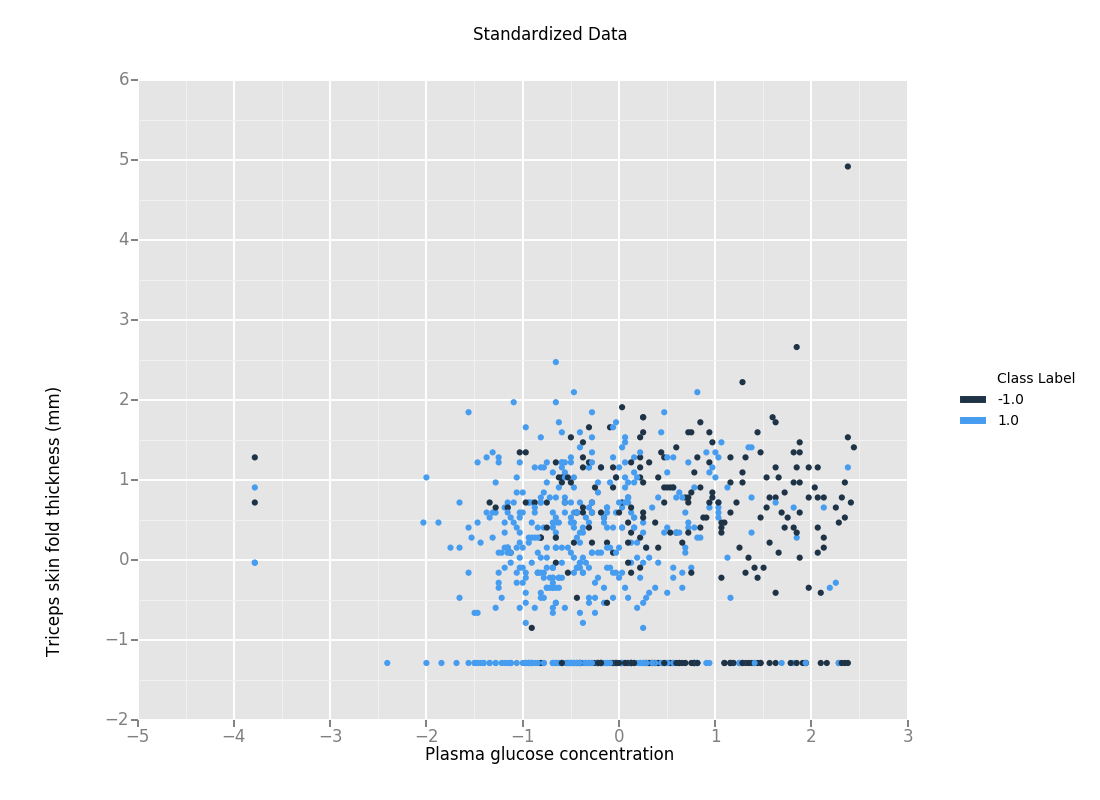 Standardized Data
6
5
4
3
2
1
0
−1
−2
−5 −4 −3 −2 −1 0 1 2 3
Triceps skin fold thickness (mm)
Plasma glucose concentration
Class Label
-1.0
1.0